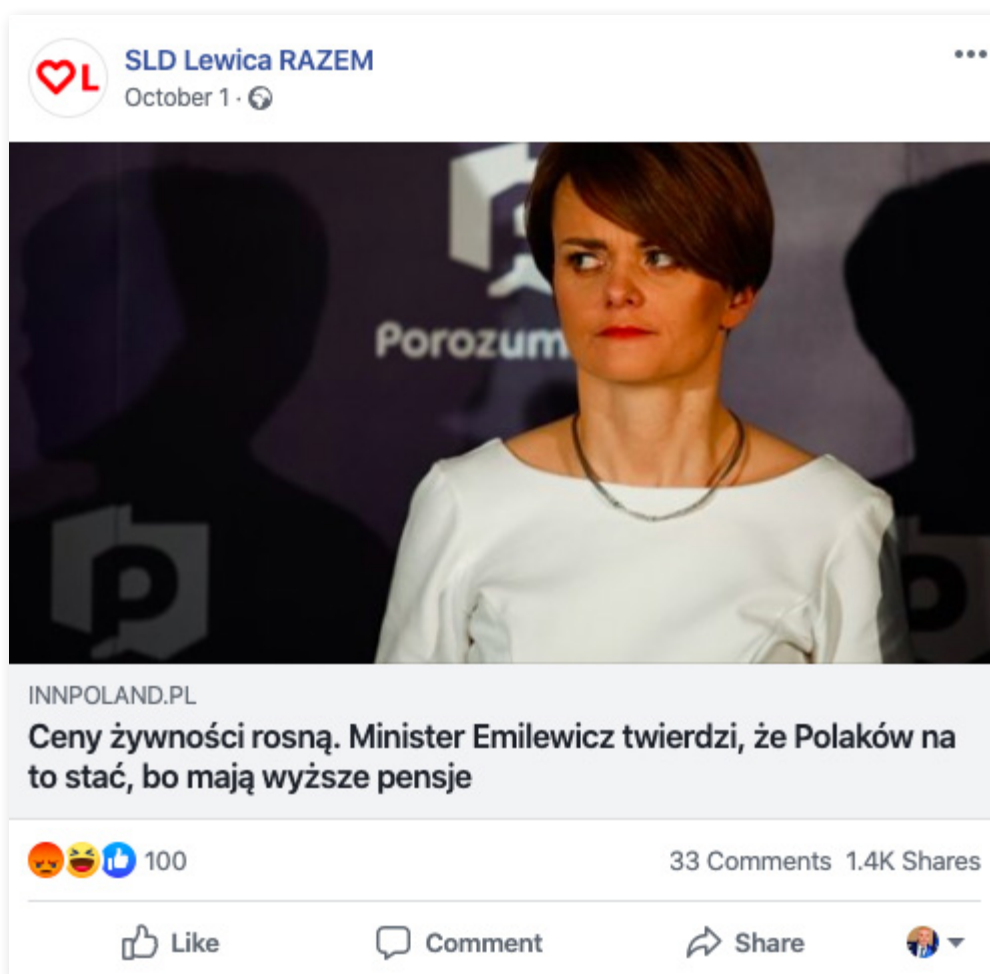 L
SLD Lewica RAZEM
October 1 ·
Porozum
p
INNPOLAND.PL
Ceny żywności rosną. Minister Emilewicz twierdzi, że Polaków na
to stać, bo mają wyższe pensje
100
33 Comments 1.4K Shares
Like
Comment
Share